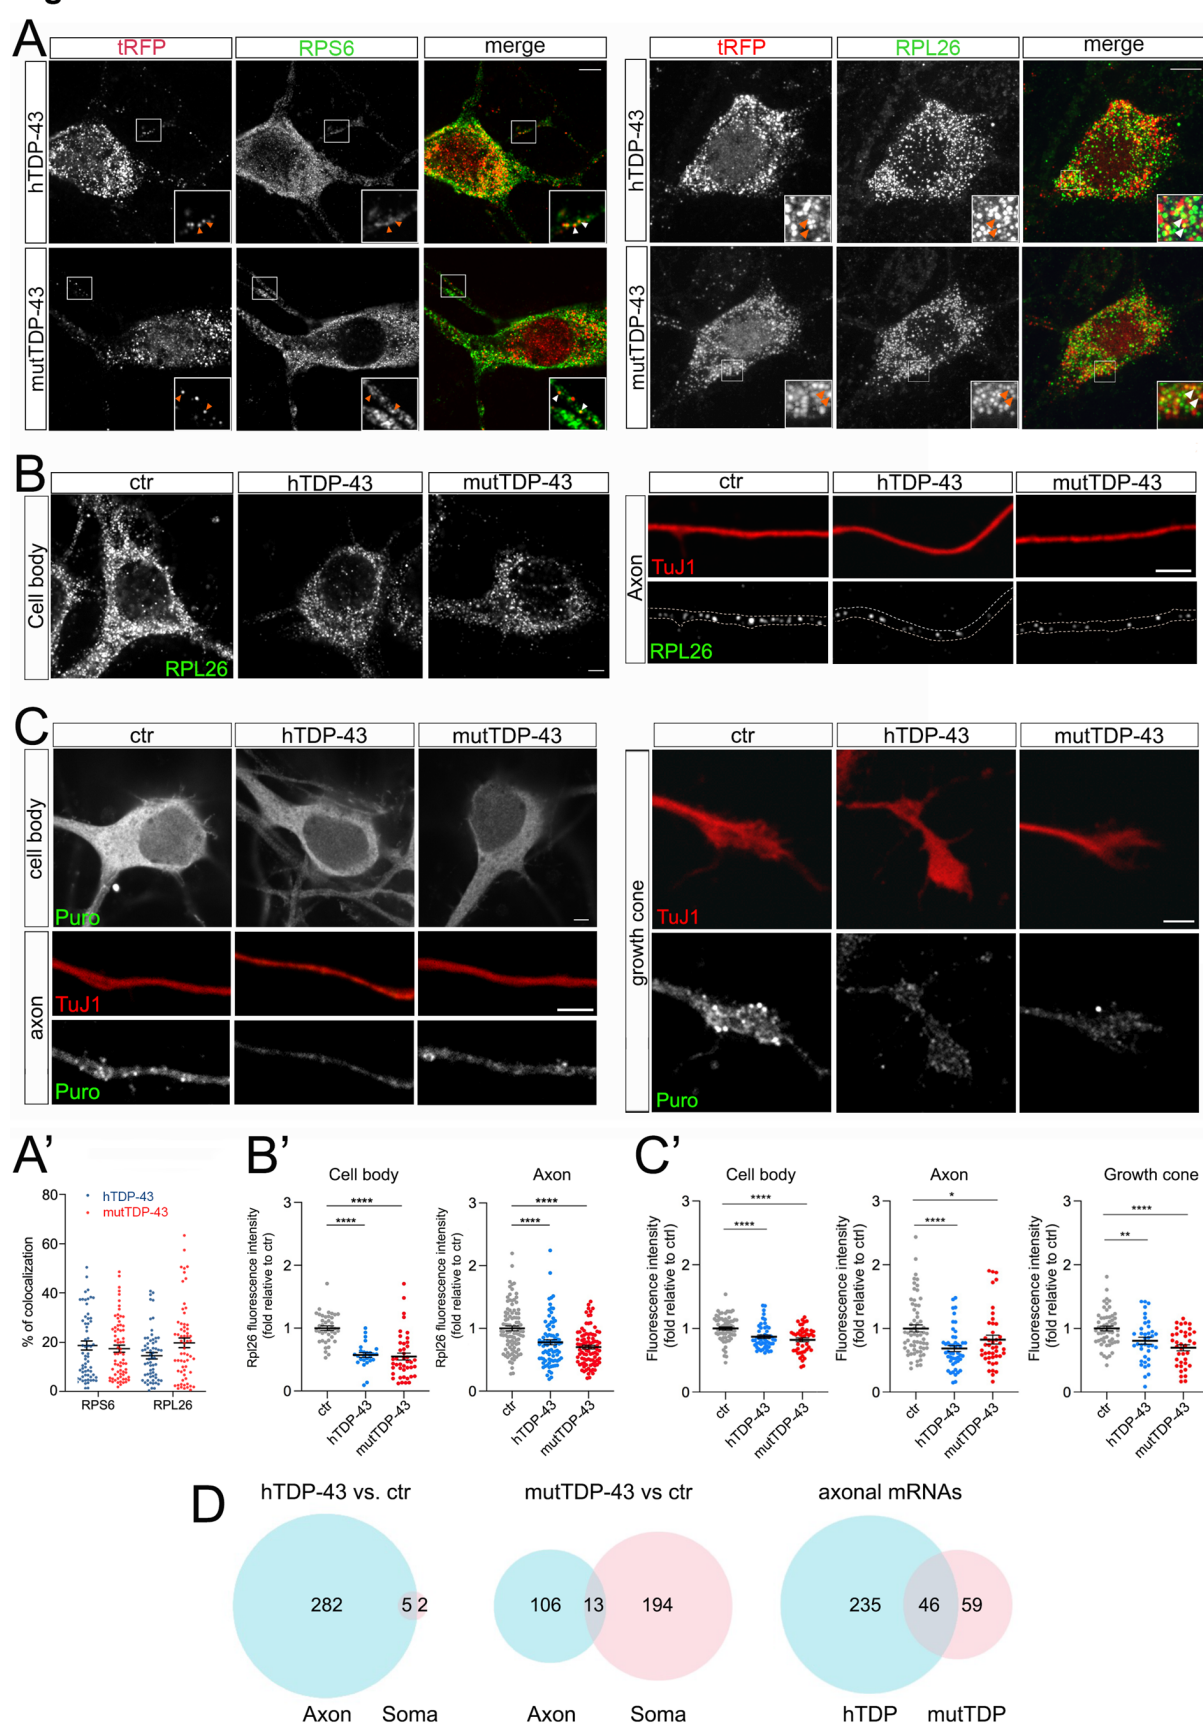 A
tRFP RPS6 merge
hTDP-43
mutTDP-43
tRFP RPL26 merge
hTDP-43
mutTDP-43
B
ctr hTDP-43 mutTDP-43
Cell body
RPL26
ctr hTDP-43 mutTDP-43
Axon
TuJ1
RPL26
C
ctr hTDP-43 mutTDP-43
cell body
Puro
axon
TuJ1
Puro
ctr hTDP-43 mutTDP-43
growth cone
TuJ1
Puro
A'
% of colocalization
80
60
40
20
0
hTDP-43
mutTDP-43
RPS6 RPL26
B'
Cell body
Rpl26 fluorescence intensity
(fold relative to ctr)
3
2
1
0
****
****
ctr hTDP-43 mutTDP-43
Axon
Rpl26 fluorescence intensity
(fold relative to ctr)
3
2
1
0
****
****
ctr hTDP-43 mutTDP-43
C'
Cell body
Fluorescence intensity
(fold relative to ctrl)
3
2
1
0
****
****
ctr hTDP-43 mutTDP-43
Axon
Fluorescence intensity
(fold relative to ctrl)
3
2
1
0
*
****
ctr hTDP-43 mutTDP-43
Growth cone
Fluorescence intensity
(fold relative to ctrl)
3
2
1
0
****
**
ctr hTDP-43 mutTDP-43
D
hTDP-43 vs. ctr
282 5 2
Axon Soma
mutTDP-43 vs ctr
106 13 194
Axon Soma
axonal mRNAs
235 46 59
hTDP mutTDP